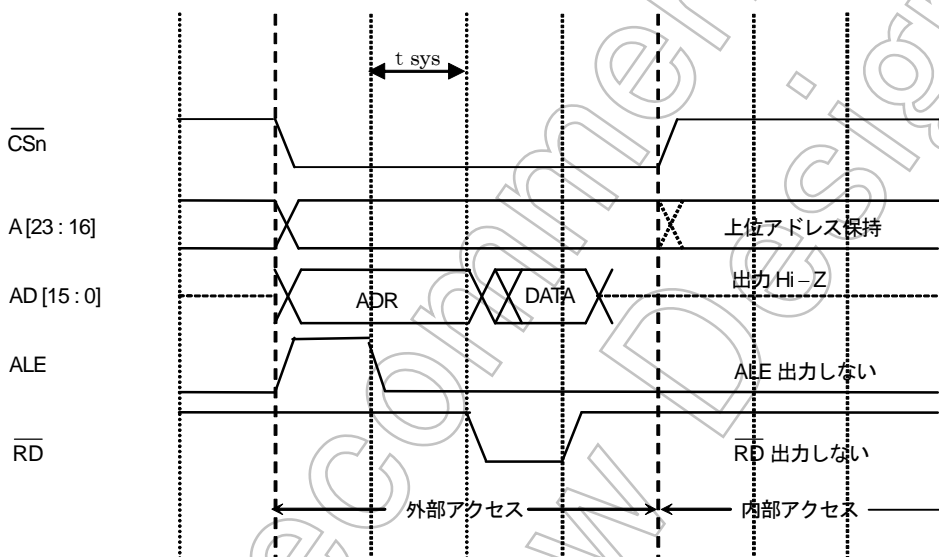 t sys
CSn
A [23 : 16]
上位アドレス保持
AD [15 : 0]
ADR
DATA
出力 Hi – Z
ALE
ALE 出力しない
RD
RD 出力しない
外部アクセス
内部アクセス